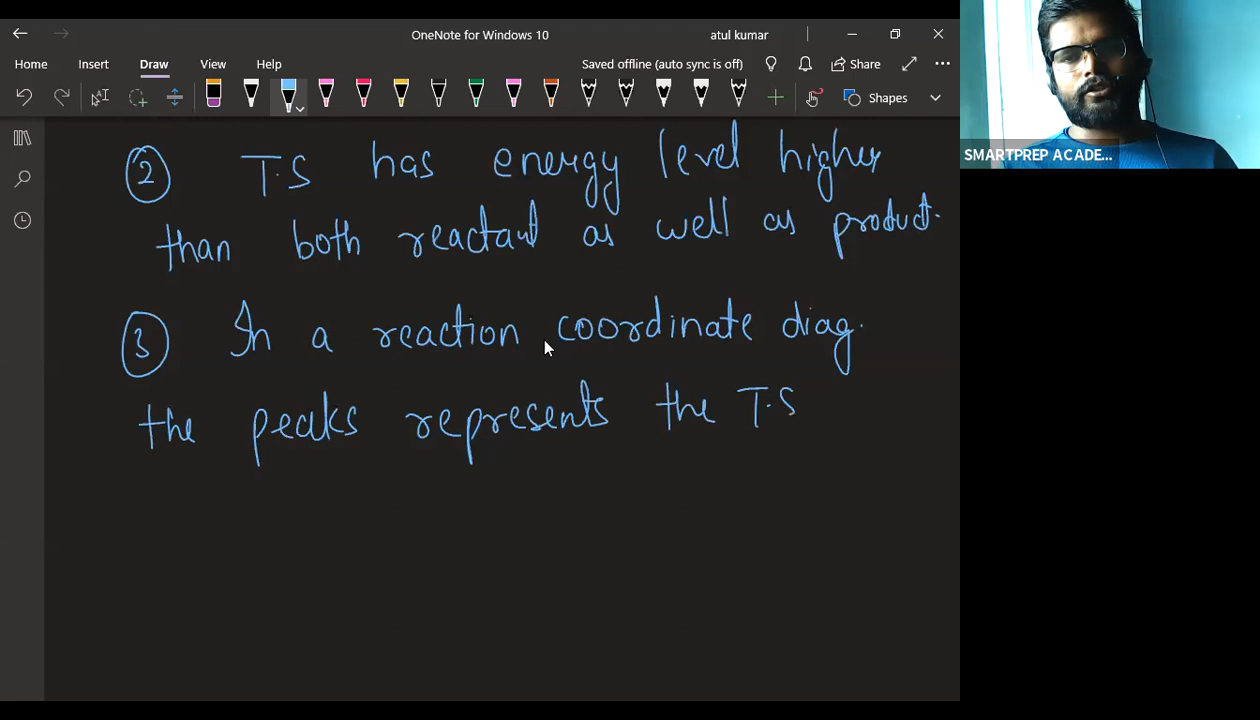 OneNote for Windows 10
atul kumar
Home Insert Draw View Help
Saved offline (auto sync is off)
Share
Shapes
SMARTPREP ACADE...
② T.S has energy level higher
than both reactant as well as product.
③ In a reaction coordinate diag.
the peaks represents the T.S